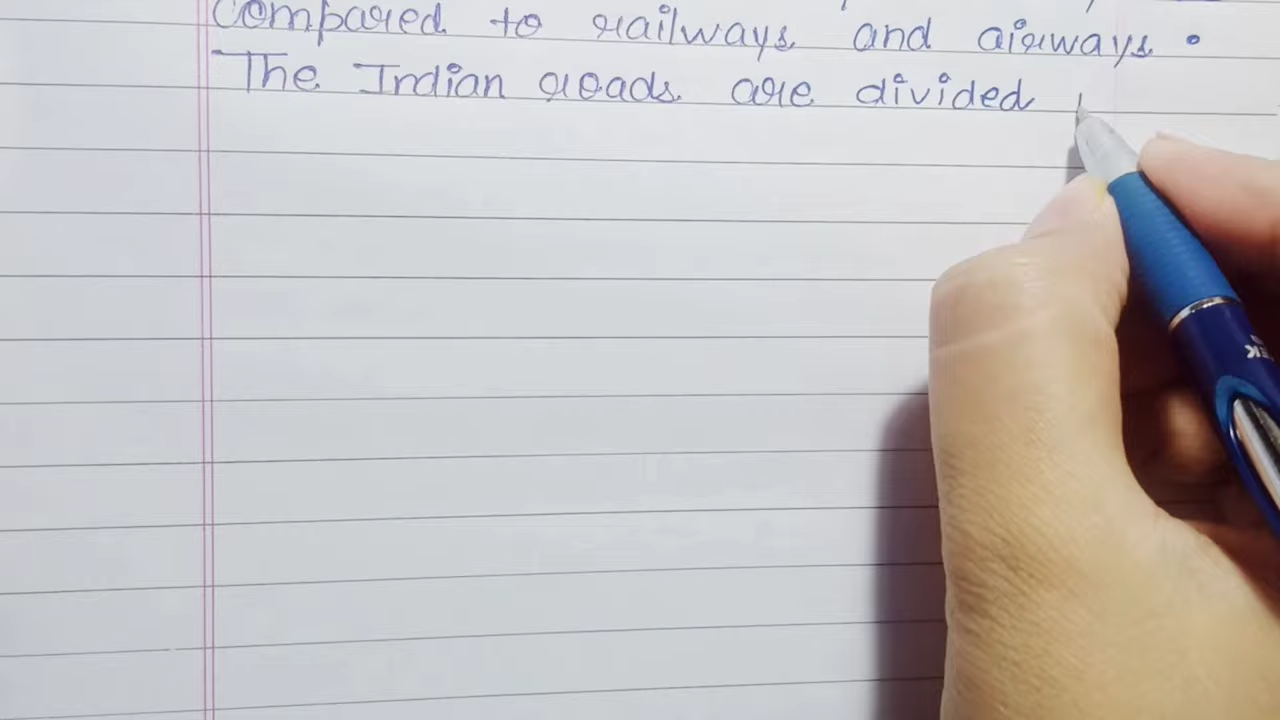 Compared to railways and airways.
The Indian roads are divided